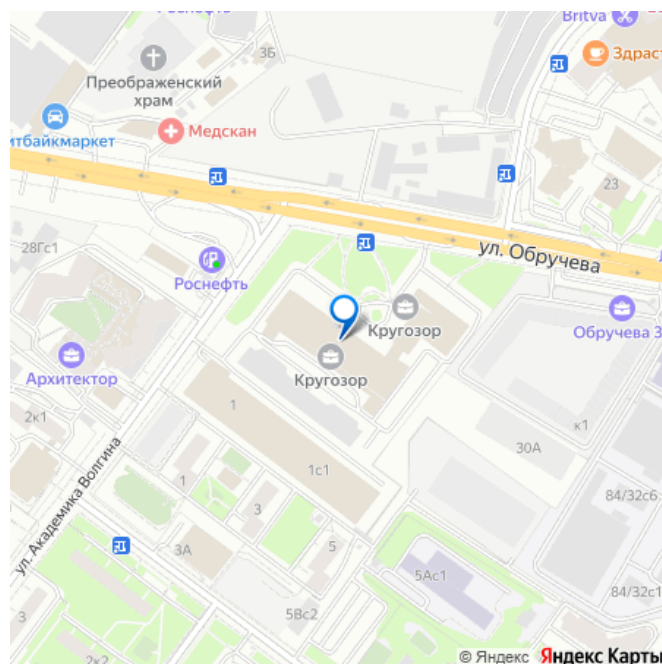 Britva
3Б
Здраст
Преображенский
храм
Медскан
итбайкмаркет
23
ул. Обручева
28Гс1
Роснефть
Кругозор
Обручева 3
Кругозор
Архитектор
2к1
1
к1
30А
1с1
ул. Академика Волгина
1
3
84/32с6
5
3А
5Ас1
84/32с1
5Вс2
3
2к2
© Яндекс Яндекс Карты